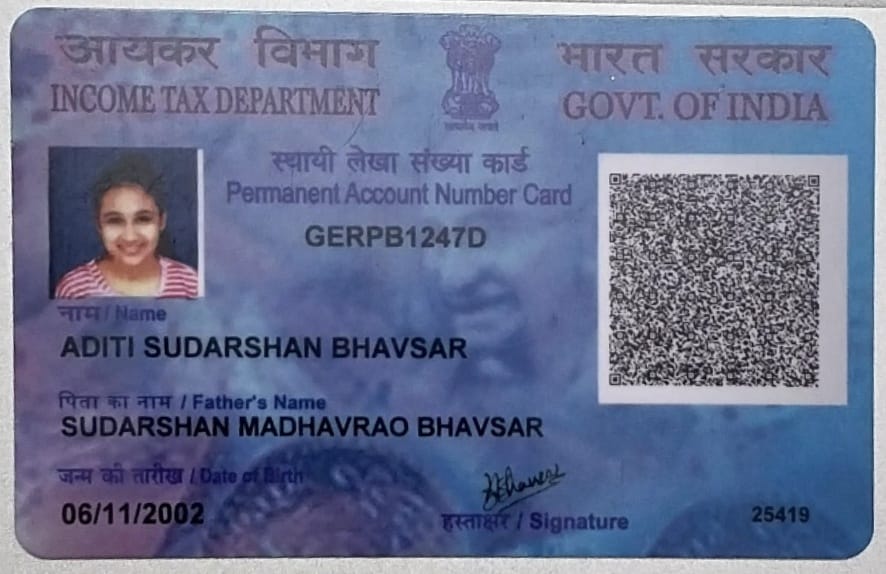 आयकर विभाग
INCOME TAX DEPARTMENT
भारत सरकार
GOVT. OF INDIA
सत्यमेव जयते
स्थायी लेखा संख्या कार्ड
Permanent Account Number Card
GERPB1247D
नाम / Name
ADITI SUDARSHAN BHAVSAR
पिता का नाम / Father's Name
SUDARSHAN MADHAVRAO BHAVSAR
जन्म की तारीख / Date of Birth
06/11/2002
हस्ताक्षर / Signature
25419